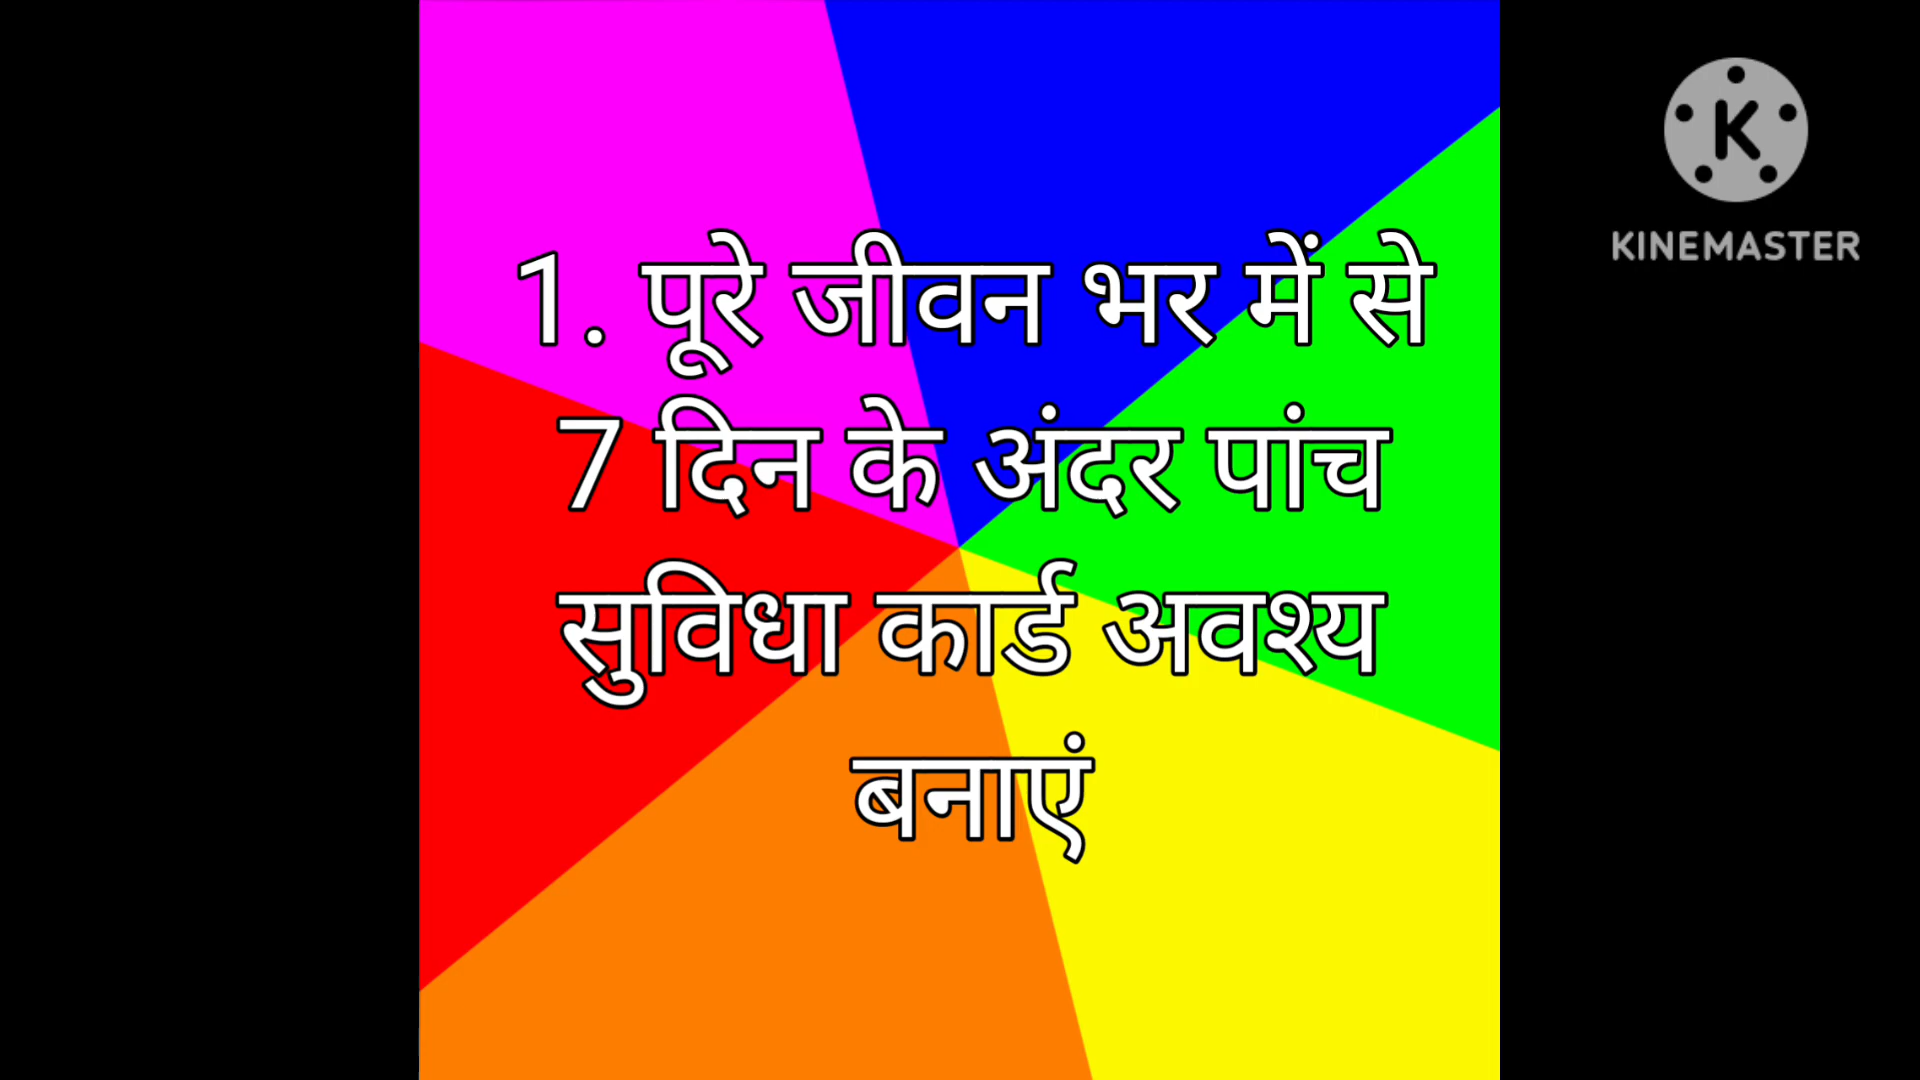 1. पूरे जीवन भर में से
7 दिन के अंदर पांच
सुविधा कार्ड अवश्य
बनाएं
K
KINEMASTER